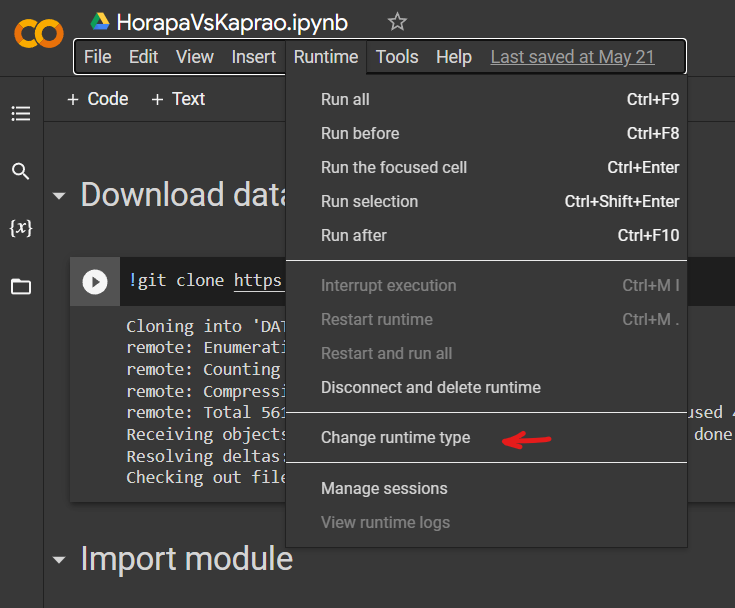 HorapaVsKaprao.ipynb
File Edit View Insert Runtime Tools Help Last saved at May 21
+ Code + Text
Run all Ctrl+F9
Run before Ctrl+F8
Run the focused cell Ctrl+Enter
Run selection Ctrl+Shift+Enter
Run after Ctrl+F10
Interrupt execution Ctrl+M I
Restart runtime Ctrl+M .
Restart and run all
Disconnect and delete runtime
Change runtime type
Manage sessions
View runtime logs
{x}
Download data
!git clone https
Cloning into 'DAT
remote: Enumerati
remote: Counting
remote: Compressi
remote: Total 561 used
Receiving objects done
Resolving deltas:
Checking out file
Import module